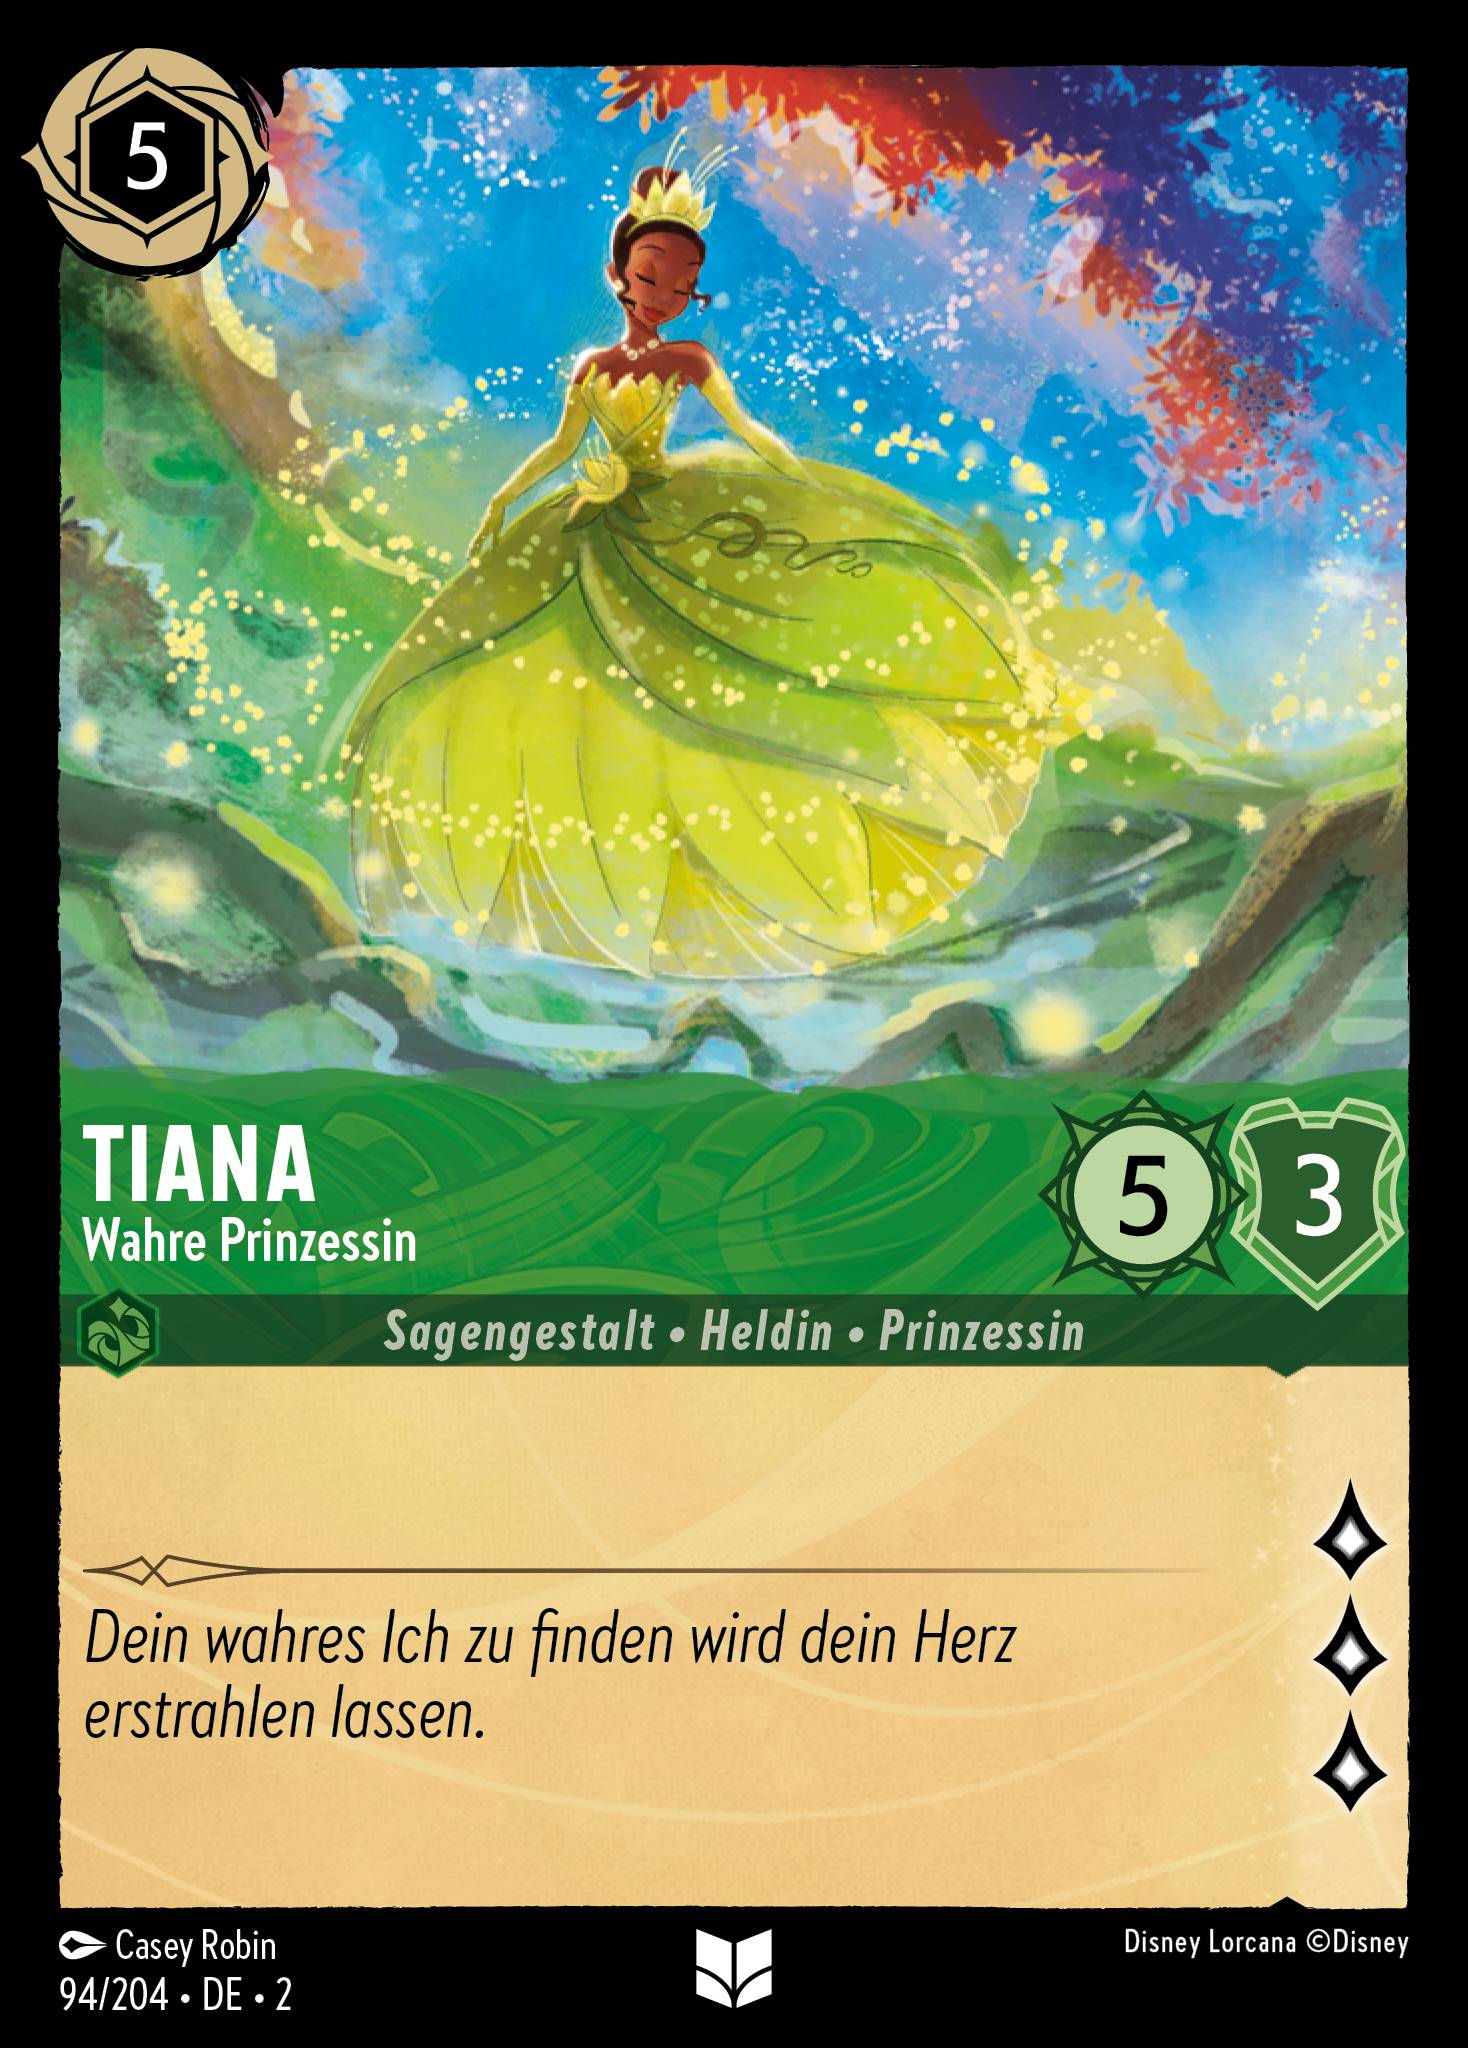 5
TIANA
Wahre Prinzessin
5
3
Sagengestalt • Heldin • Prinzessin
Dein wahres Ich zu finden wird dein Herz
erstrahlen lassen.
Casey Robin
94/204 • DE • 2
Disney Lorcana ©Disney